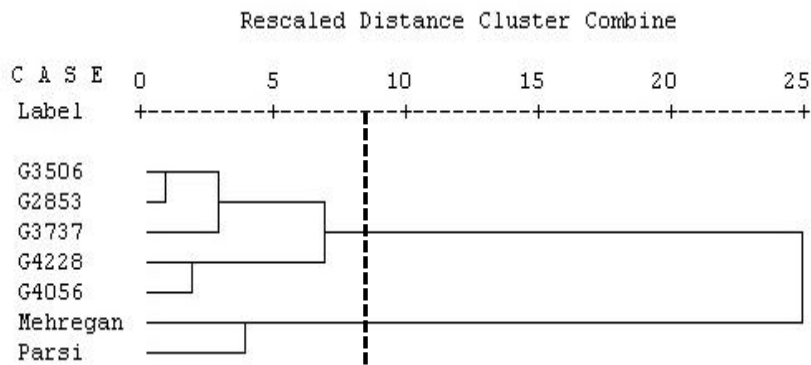 Rescaled Distance Cluster Combine
C A S E 0 5 10 15 20 25
Label +---------+---------+---------+---------+---------+
G3506
G2853
G3737
G4228
G4056
Mehregan
Parsi